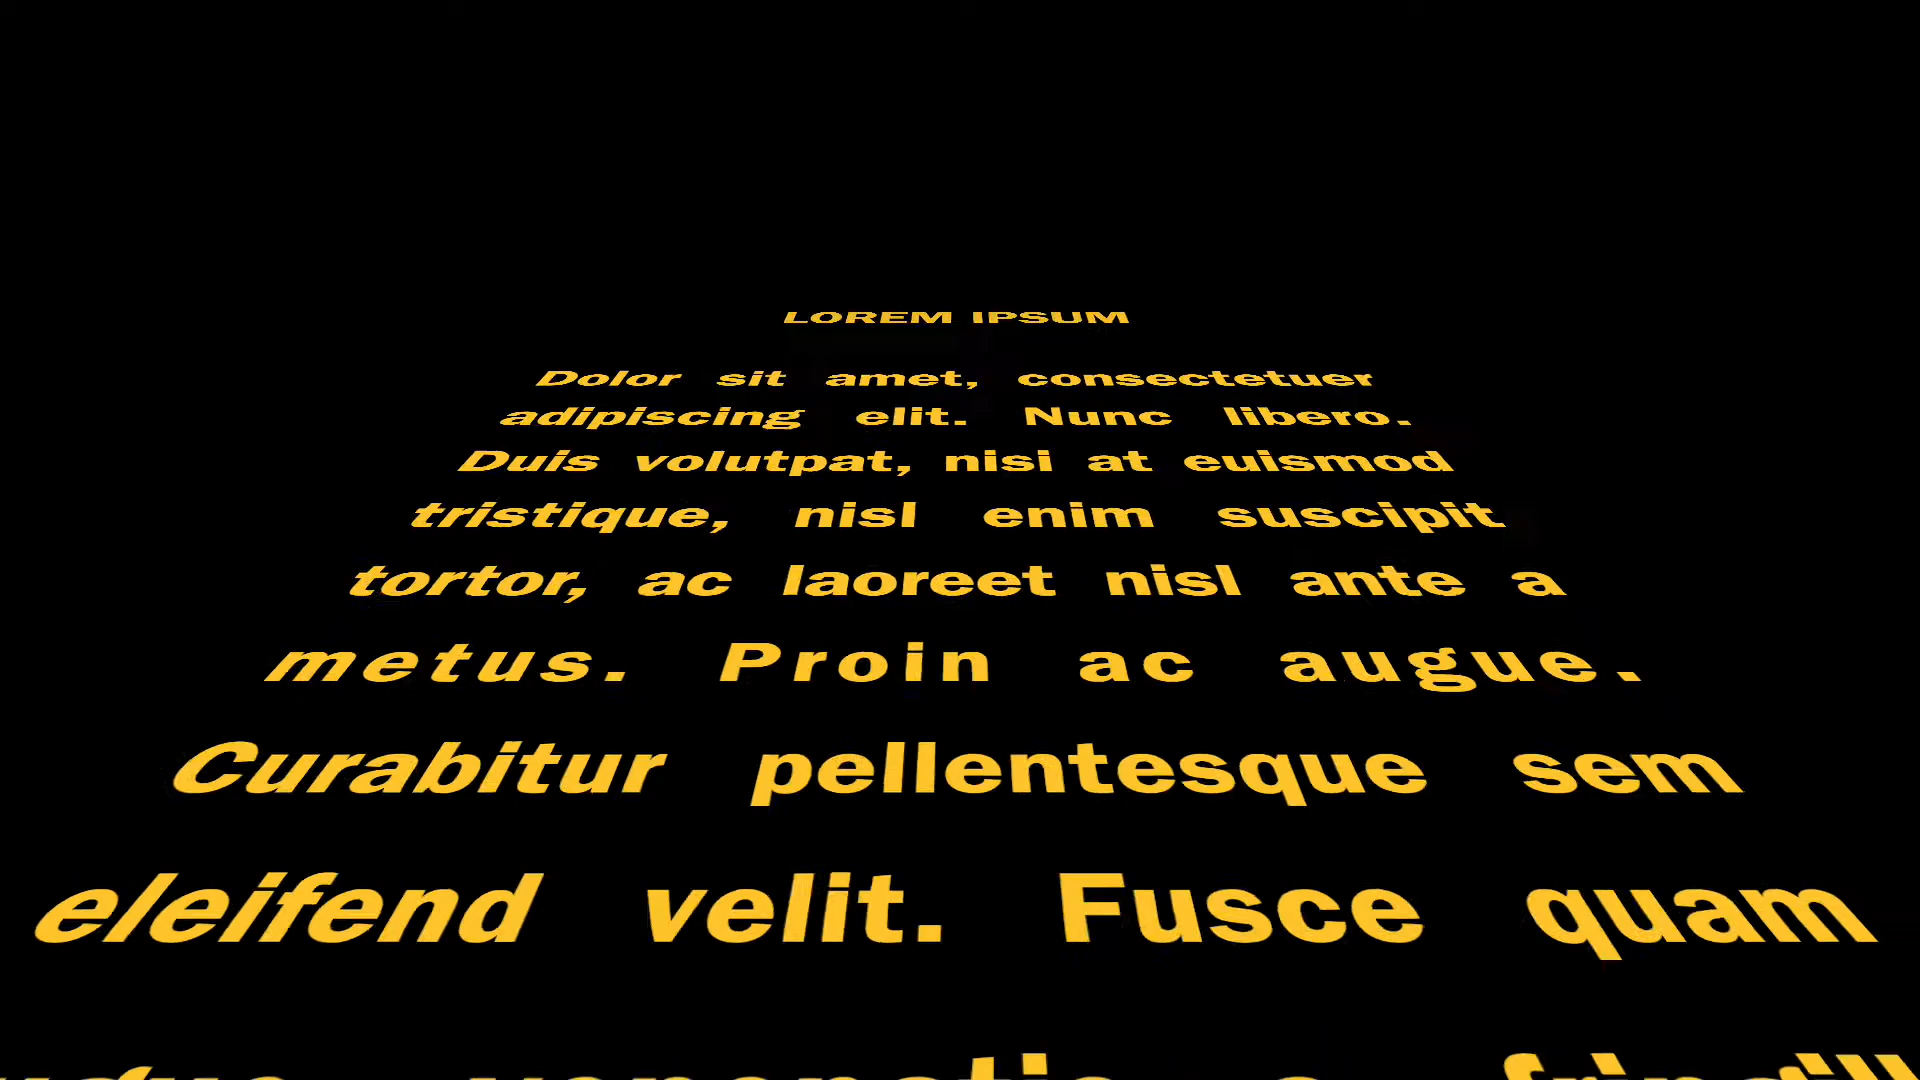 LOREM IPSUM
Dolor sit amet, consectetuer
adipiscing elit. Nunc libero.
Duis volutpat, nisi at euismod
tristique, nisl enim suscipit
tortor, ac laoreet nisl ante a
metus. Proin ac augue.
Curabitur pellentesque sem
eleifend velit. Fusce quam